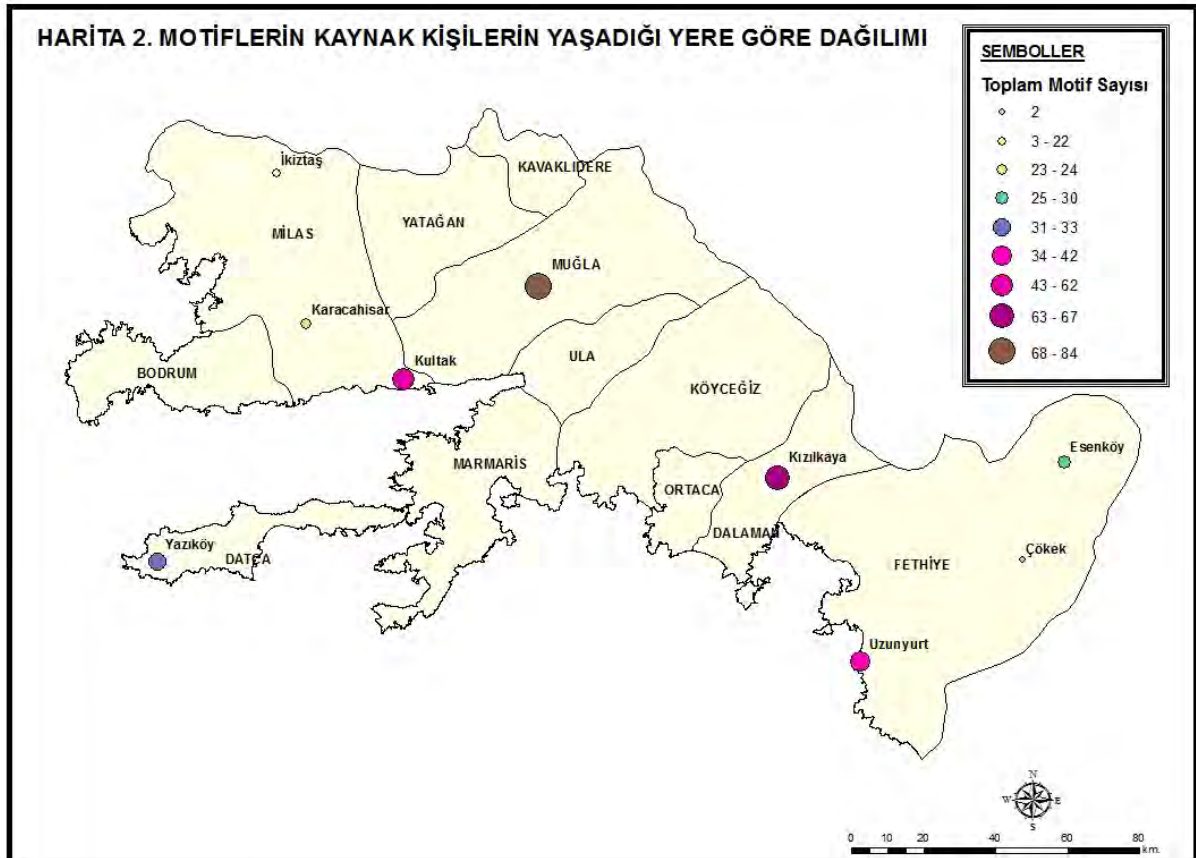 HARİTA 2. MOTİFLERİN KAYNAK KİŞİLERİN YAŞADIĞI YERE GÖRE DAĞILIMI
SEMBOLLER
Toplam Motif Sayısı
2
3 - 22
23 - 24
25 - 30
31 - 33
34 - 42
43 - 62
63 - 67
68 - 84
İkiztaş
KAVAKLIDERE
YATAĞAN
MİLAS
MUĞLA
Karacahisar
Kultak
ULA
BODRUM
KÖYCEĞİZ
Esenköy
MARMARİS
Kızılkaya
ORTACA
DALAMAN
Yazıköy
DATÇA
FETHİYE
Çökek
Uzunyurt
N
W
E
S
0 10 20 40 60 80
km.